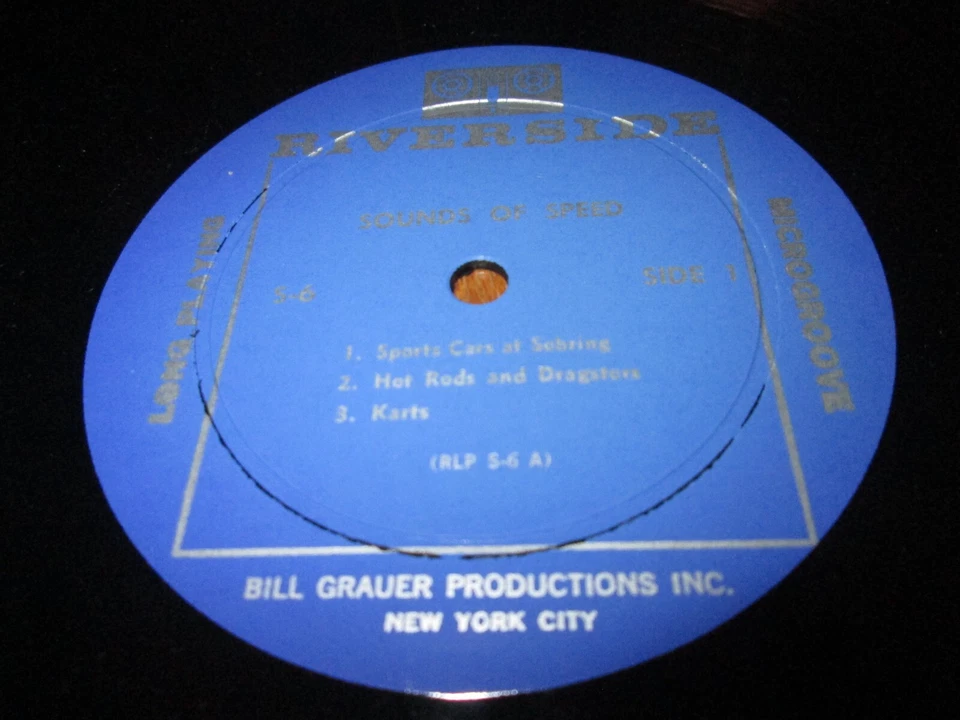 RIVERSIDE
SOUNDS OF SPEED
S-6
SIDE 1
LONG PLAYING
MICROGROOVE
1. Sports Cars at Sebring
2. Hot Rods and Dragsters
3. Karts
(RLP S-6 A)
BILL GRAUER PRODUCTIONS INC.
NEW YORK CITY